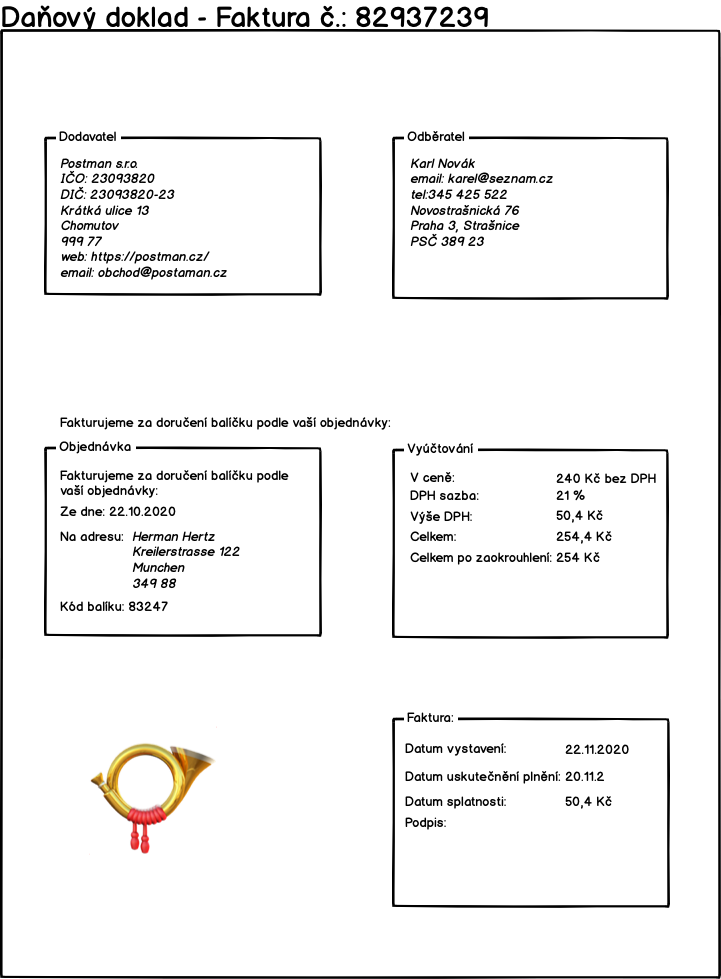 Daňový doklad - Faktura č.: 82937239
Dodavatel
Postman s.r.o.
IČO: 23093820
DIČ: 23093820-23
Krátká ulice 13
Chomutov
999 77
web: https://postman.cz/
email: obchod@postaman.cz
Odběratel
Karl Novák
email: karel@seznam.cz
tel:345 425 522
Novostrašnická 76
Praha 3, Strašnice
PSČ 389 23
Fakturujeme za doručení balíčku podle vaší objednávky:
Objednávka
Fakturujeme za doručení balíčku podle
vaší objednávky:
Ze dne: 22.10.2020
Na adresu: Herman Hertz
Kreilerstrasse 122
Munchen
349 88
Kód balíku: 83247
Vyúčtování
V ceně: 240 Kč bez DPH
DPH sazba: 21 %
Výše DPH: 50,4 Kč
Celkem: 254,4 Kč
Celkem po zaokrouhlení: 254 Kč
Faktura:
Datum vystavení: 22.11.2020
Datum uskutečnění plnění: 20.11.2
Datum splatnosti: 50,4 Kč
Podpis: